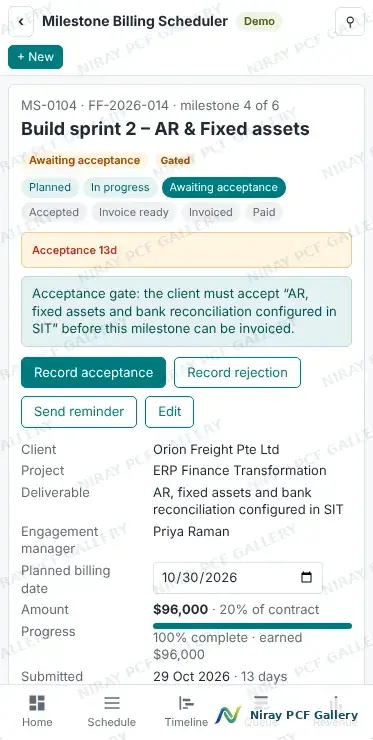 ‹
Milestone Billing Scheduler Demo
+ New
MS-0104 · FF-2026-014 · milestone 4 of 6
Build sprint 2 – AR & Fixed assets
Awaiting acceptance Gated
Planned In progress Awaiting acceptance
Accepted Invoice ready Invoiced Paid
Acceptance 13d
Acceptance gate: the client must accept “AR,
fixed assets and bank reconciliation configured in
SIT” before this milestone can be invoiced.
Record acceptance Record rejection
Send reminder Edit
Client Orion Freight Pte Ltd
Project ERP Finance Transformation
Deliverable AR, fixed assets and bank
reconciliation configured in SIT
Engagement Priya Raman
manager
Planned billing
date 10/30/2026
Amount $96,000 · 20% of contract
Progress
100% complete · earned
$96,000
Submitted 29 Oct 2026 · 13 days
Home Schedule Timeline
Niray PCF Gallery
NIRAY PCF GALLERY